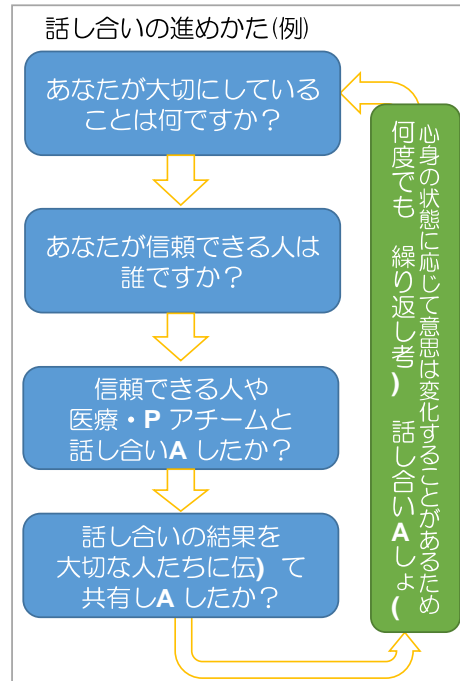 話し合いの進めかた(例)
あなたが大切にしている
ことは何ですか？
あなたが信頼できる人は
誰ですか？
信頼できる人や
医療・P アチームと
話し合いA したか？
話し合いの結果を
大切な人たちに伝) て
共有しA したか？
心身の状態に応じて意思は変化することがあるため
何度でも 繰り返し考) 話し合いA しょ(